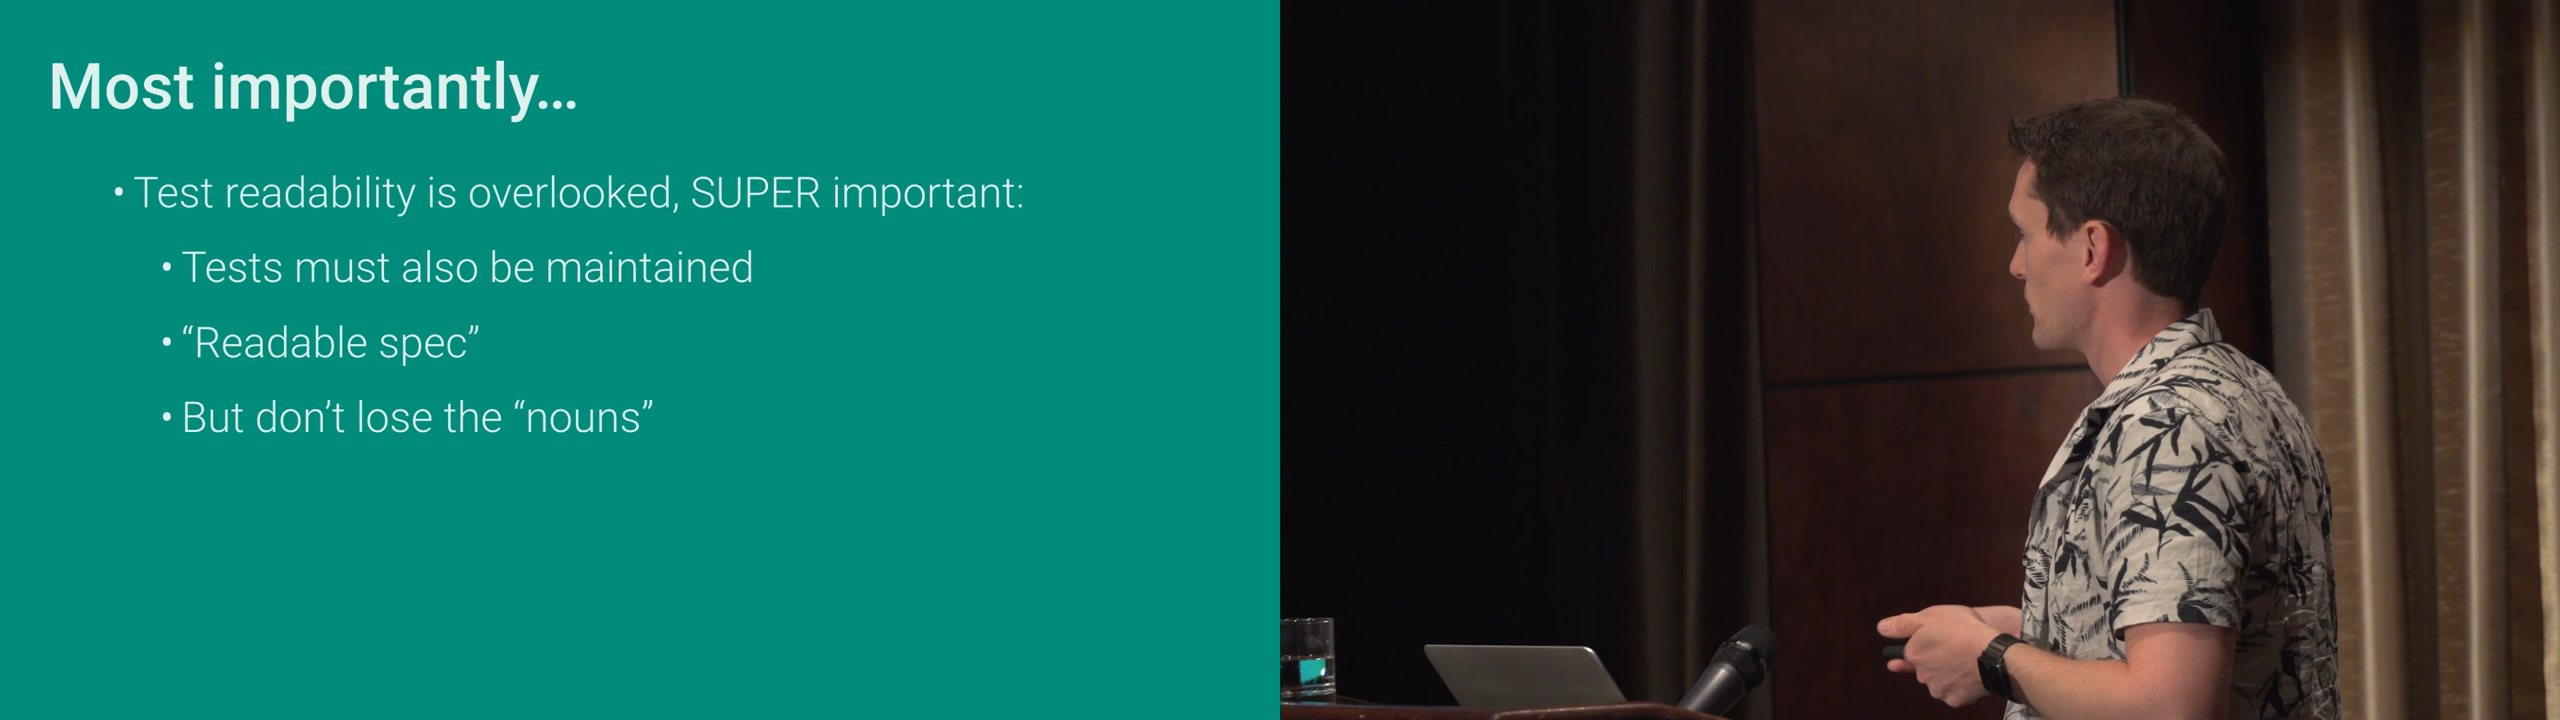 Most importantly…
• Test readability is overlooked, SUPER important:
• Tests must also be maintained
• “Readable spec”
• But don’t lose the “nouns”